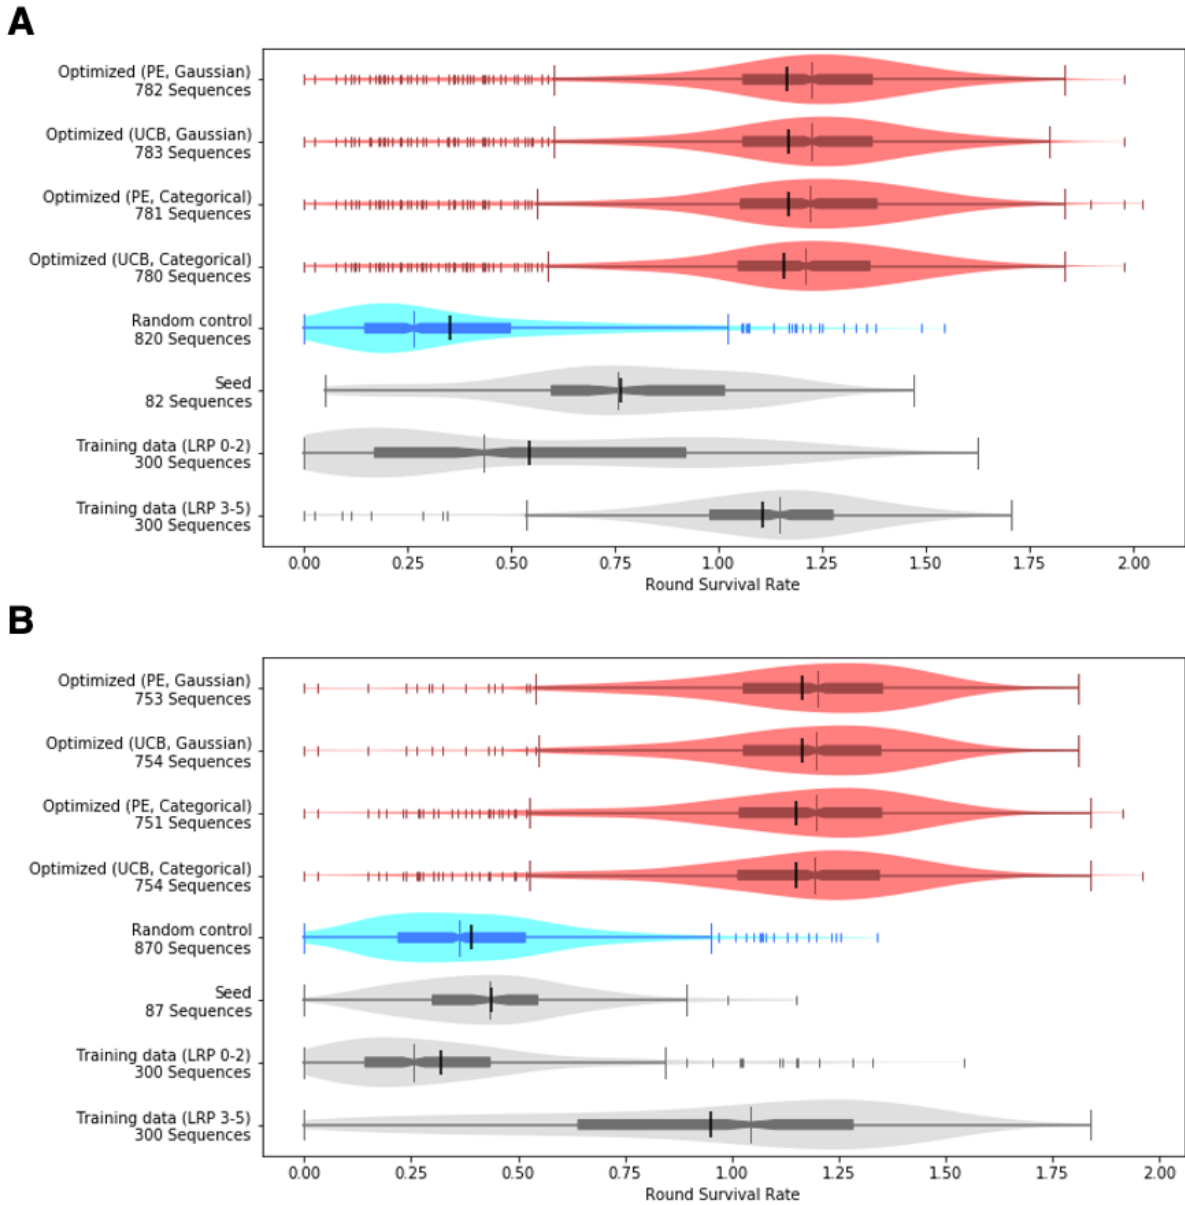 A
Optimized (PE, Gaussian)
782 Sequences
Optimized (UCB, Gaussian)
783 Sequences
Optimized (PE, Categorical)
781 Sequences
Optimized (UCB, Categorical)
780 Sequences
Random control
820 Sequences
Seed
82 Sequences
Training data (LRP 0-2)
300 Sequences
Training data (LRP 3-5)
300 Sequences
0.00 0.25 0.50 0.75 1.00 1.25 1.50 1.75 2.00
Round Survival Rate
B
Optimized (PE, Gaussian)
753 Sequences
Optimized (UCB, Gaussian)
754 Sequences
Optimized (PE, Categorical)
751 Sequences
Optimized (UCB, Categorical)
754 Sequences
Random control
870 Sequences
Seed
87 Sequences
Training data (LRP 0-2)
300 Sequences
Training data (LRP 3-5)
300 Sequences
0.00 0.25 0.50 0.75 1.00 1.25 1.50 1.75 2.00
Round Survival Rate